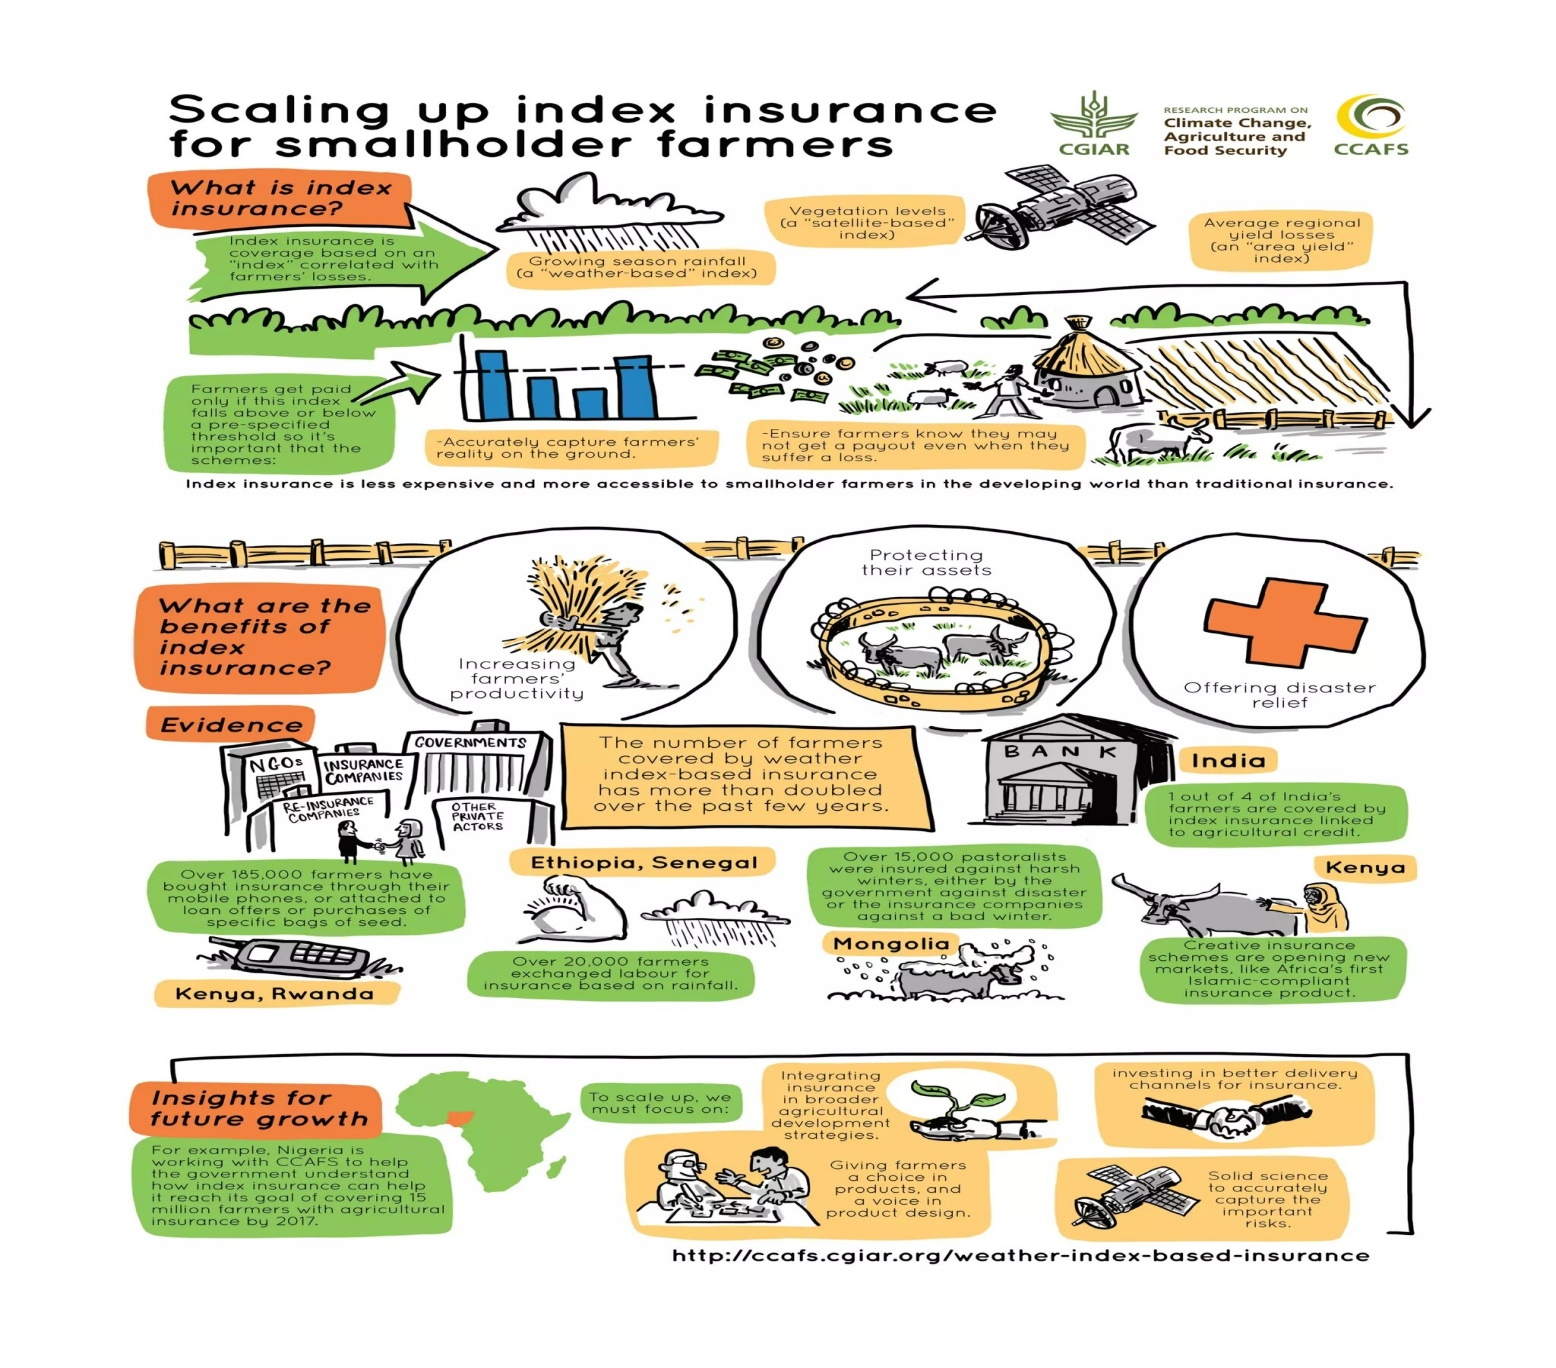 Scaling up index insurance
for smallholder farmers
CGIAR
RESEARCH PROGRAM ON
Climate Change,
Agriculture and
Food Security
CCAFS
What is index
insurance?
Index insurance is
coverage based on an
"index" correlated with
farmers' losses.
Growing season rainfall
(a "weather-based" index)
Vegetation levels
(a "satellite-based"
index)
Average regional
yield losses
(an "area yield"
index)
Farmers get paid
only if this index
falls above or below
a pre-specified
threshold so it's
important that the
schemes:
-Accurately capture farmers'
reality on the ground.
-Ensure farmers know they may
not get a payout even when they
suffer a loss.
Index insurance is less expensive and more accessible to smallholder farmers in the developing world than traditional insurance.
What are the
benefits of
index
insurance?
Increasing
farmers'
productivity
Protecting
their assets
Offering disaster
relief
Evidence
NGOs
INSURANCE
COMPANIES
GOVERNMENTS
RE-INSURANCE
COMPANIES
OTHER
PRIVATE
ACTORS
The number of farmers
covered by weather
index-based insurance
has more than doubled
over the past few years.
BANK
India
1 out of 4 of India's
farmers are covered by
index insurance linked
to agricultural credit.
Over 185,000 farmers have
bought insurance through their
mobile phones, or attached to
loan offers or purchases of
specific bags of seed.
Kenya, Rwanda
Ethiopia, Senegal
Over 20,000 farmers
exchanged labour for
insurance based on rainfall.
Over 15,000 pastoralists
were insured against harsh
winters, either by the
government against disaster
or the insurance companies
against a bad winter.
Mongolia
Kenya
Creative insurance
schemes are opening new
markets, like Africa's first
Islamic-compliant
insurance product.
Insights for
future growth
For example, Nigeria is
working with CCAFS to help
the government understand
how index insurance can help
it reach its goal of covering 15
million farmers with agricultural
insurance by 2017.
To scale up, we
must focus on:
Integrating
insurance
in broader
agricultural
development
strategies.
investing in better delivery
channels for insurance.
Giving farmers
a choice in
products, and
a voice in
product design.
Solid science
to accurately
capture the
important
risks.
http://ccafs.cgiar.org/weather-index-based-insurance